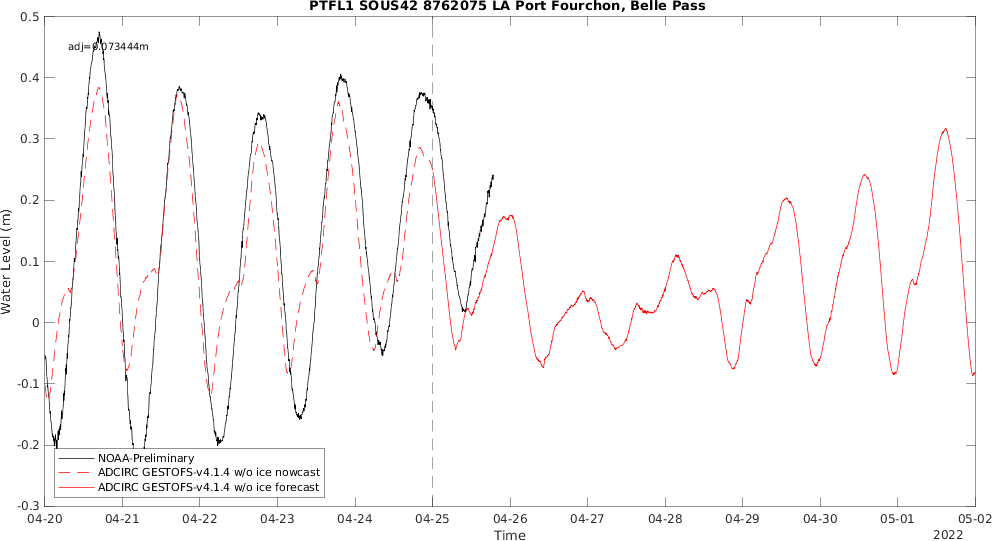 PTFL1 SOUS42 8762075 LA Port Fourchon, Belle Pass
adj=0.073444m
Water Level (m)
0.5
0.4
0.3
0.2
0.1
0
-0.1
-0.2
-0.3
NOAA-Preliminary
ADCIRC GESTOFS-v4.1.4 w/o ice nowcast
ADCIRC GESTOFS-v4.1.4 w/o ice forecast
04-20 04-21 04-22 04-23 04-24 04-25 04-26 04-27 04-28 04-29 04-30 05-01 05-02
Time
2022